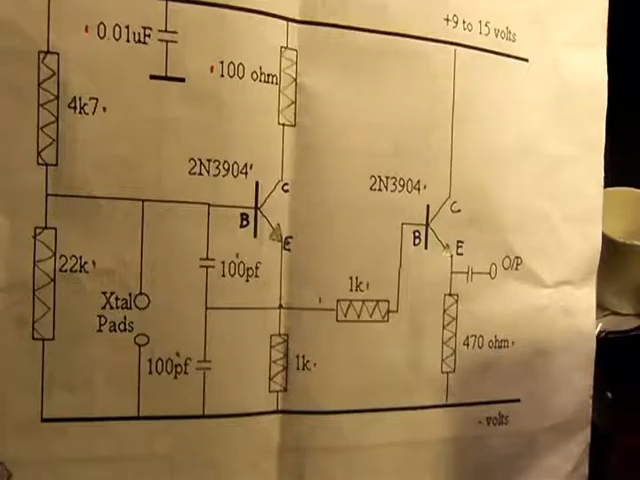 +9 to 15 volts
0.01uF
100 ohm
4k7
2N3904
C
B
E
2N3904
C
B
E
O/P
22k
100pf
1k
Xtal
Pads
470 ohm
100pf
1k
- volts